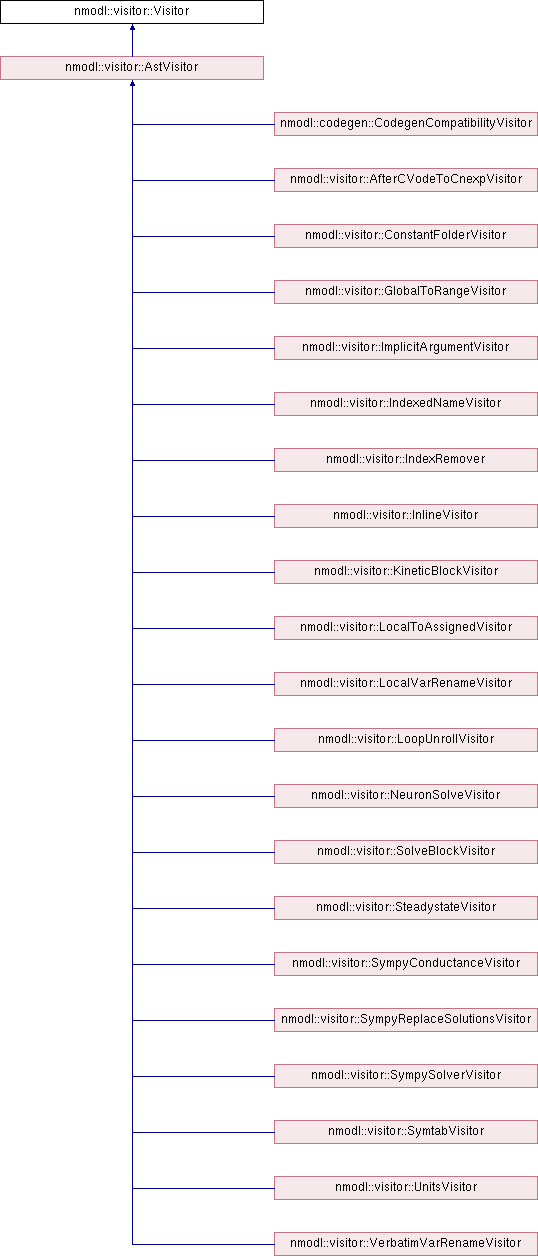 nmodl::visitor::Visitor
nmodl::visitor::AstVisitor
nmodl::codegen::CodegenCompatibilityVisitor
nmodl::visitor::AfterCVodeToCnexpVisitor
nmodl::visitor::ConstantFolderVisitor
nmodl::visitor::GlobalToRangeVisitor
nmodl::visitor::ImplicitArgumentVisitor
nmodl::visitor::IndexedNameVisitor
nmodl::visitor::IndexRemover
nmodl::visitor::InlineVisitor
nmodl::visitor::KineticBlockVisitor
nmodl::visitor::LocalToAssignedVisitor
nmodl::visitor::LocalVarRenameVisitor
nmodl::visitor::LoopUnrollVisitor
nmodl::visitor::NeuronSolveVisitor
nmodl::visitor::SolveBlockVisitor
nmodl::visitor::SteadystateVisitor
nmodl::visitor::SympyConductanceVisitor
nmodl::visitor::SympyReplaceSolutionsVisitor
nmodl::visitor::SympySolverVisitor
nmodl::visitor::SymtabVisitor
nmodl::visitor::UnitsVisitor
nmodl::visitor::VerbatimVarRenameVisitor